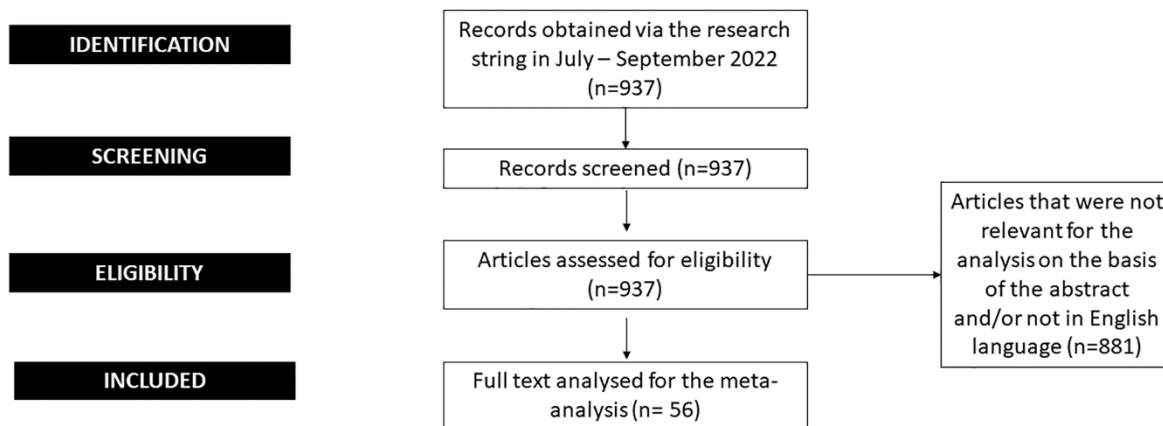 IDENTIFICATION
Records obtained via the research
string in July – September 2022
(n=937)
SCREENING
Records screened (n=937)
ELIGIBILITY
Articles assessed for eligibility
(n=937)
Articles that were not
relevant for the
analysis on the basis
of the abstract
and/or not in English
language (n=881)
INCLUDED
Full text analysed for the meta-
analysis (n= 56)